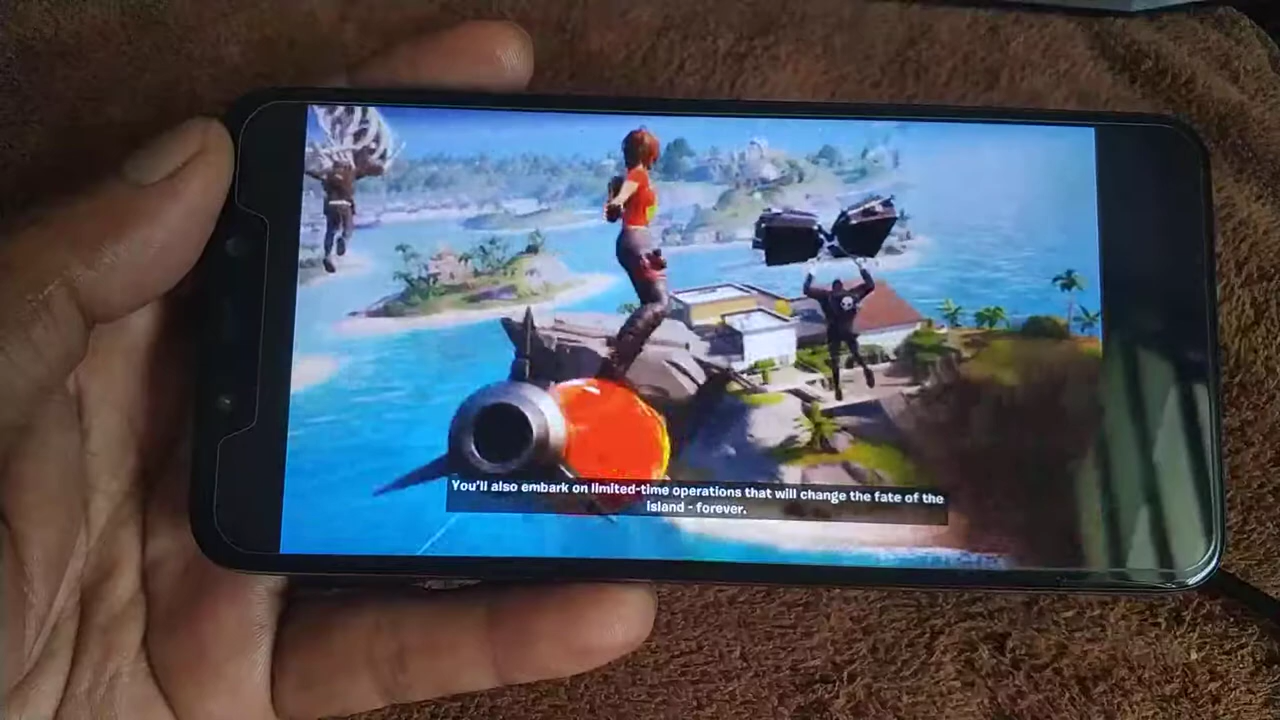 You'll also embark on limited-time operations that will change the fate of the
Island - forever.